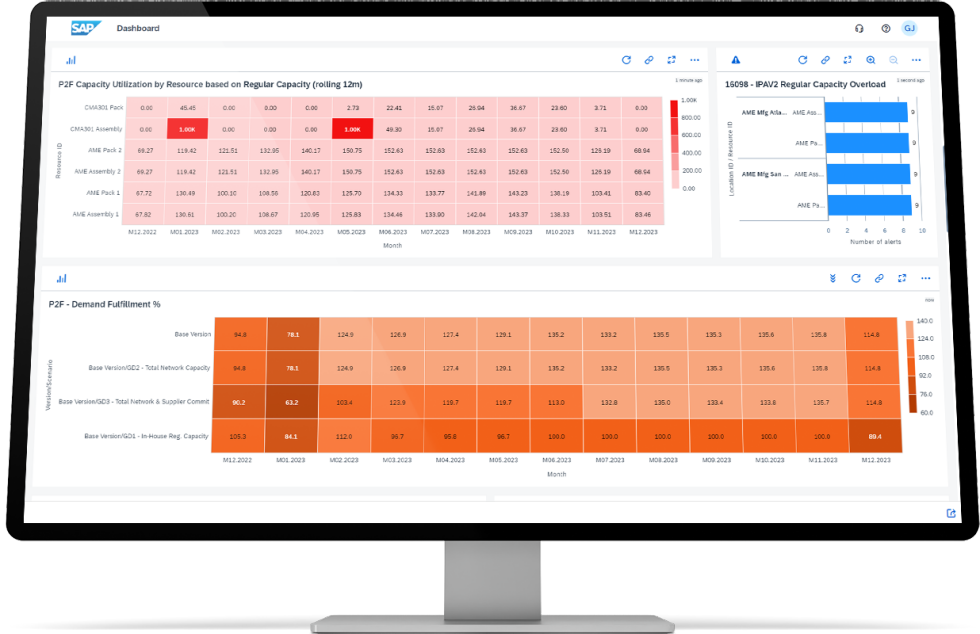 SAP Dashboard GJ
P2F Capacity Utilization by Resource based on Regular Capacity (rolling 12m)
1 minute ago
Resource ID
CMA301 Pack 0.00 45.45 0.00 0.00 0.00 2.73 22.41 15.07 26.94 36.67 23.60 3.71 0.00
CMA301 Assembly 0.00 1.00K 0.00 0.00 0.00 1.00K 49.30 15.07 26.94 36.67 23.60 3.71 0.00
AME Pack 2 69.27 119.42 121.51 132.95 140.17 150.75 152.63 152.63 152.63 152.63 152.50 126.19 68.94
AME Assembly 2 69.27 119.42 121.51 132.95 140.17 150.75 152.63 152.63 152.63 152.63 152.50 126.19 68.94
AME Pack 1 67.72 130.49 100.10 108.56 120.83 125.70 134.33 133.77 141.89 143.23 138.19 103.41 83.40
AME Assembly 1 67.82 130.61 100.20 108.67 120.95 125.83 134.46 133.90 142.04 143.37 138.33 103.51 83.46
M12.2022 M01.2023 M02.2023 M03.2023 M04.2023 M05.2023 M06.2023 M07.2023 M08.2023 M09.2023 M10.2023 M11.2023 M12.2023
Month
1.00K
800.00
600.00
400.00
200.00
0.00
16098 - IPAV2 Regular Capacity Overload
1 second ago
Location ID / Resource ID
AME Mfg Atla... AME Ass... 9
AME Pa... 9
AME Mfg San ... AME Ass... 9
AME Pa... 9
0 2 4 6 8 10
Number of alerts
P2F - Demand Fulfillment %
now
Version/Scenario
Base Version 94.8 78.1 124.9 126.9 127.4 129.1 135.2 133.2 135.5 135.3 135.6 135.8 114.8
Base Version/GD2 - Total Network Capacity 94.8 78.1 124.9 126.9 127.4 129.1 135.2 133.2 135.5 135.3 135.6 135.8 114.8
Base Version/GD3 - Total Network & Supplier Commit 90.2 63.2 103.4 123.9 119.7 119.7 113.0 132.8 135.0 133.4 133.8 135.7 114.8
Base Version/GD1 - In-House Reg. Capacity 105.3 84.1 112.0 96.7 95.8 96.7 100.0 100.0 100.0 100.0 100.0 100.0 89.4
M12.2022 M01.2023 M02.2023 M03.2023 M04.2023 M05.2023 M06.2023 M07.2023 M08.2023 M09.2023 M10.2023 M11.2023 M12.2023
Month
140.0
124.0
108.0
92.0
76.0
60.0